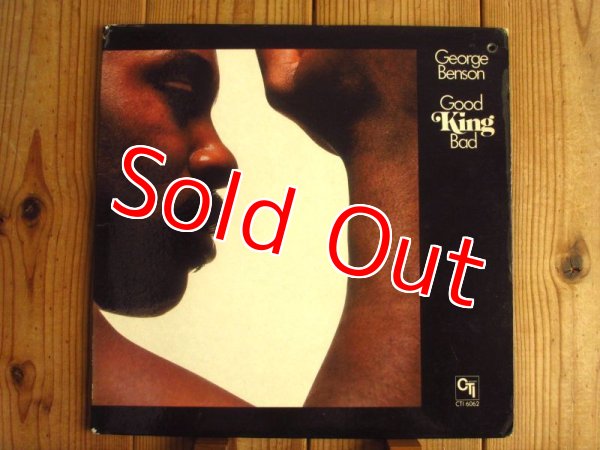 George
Benson
Good
King
Bad
Sold Out
CTI
CTI 6062